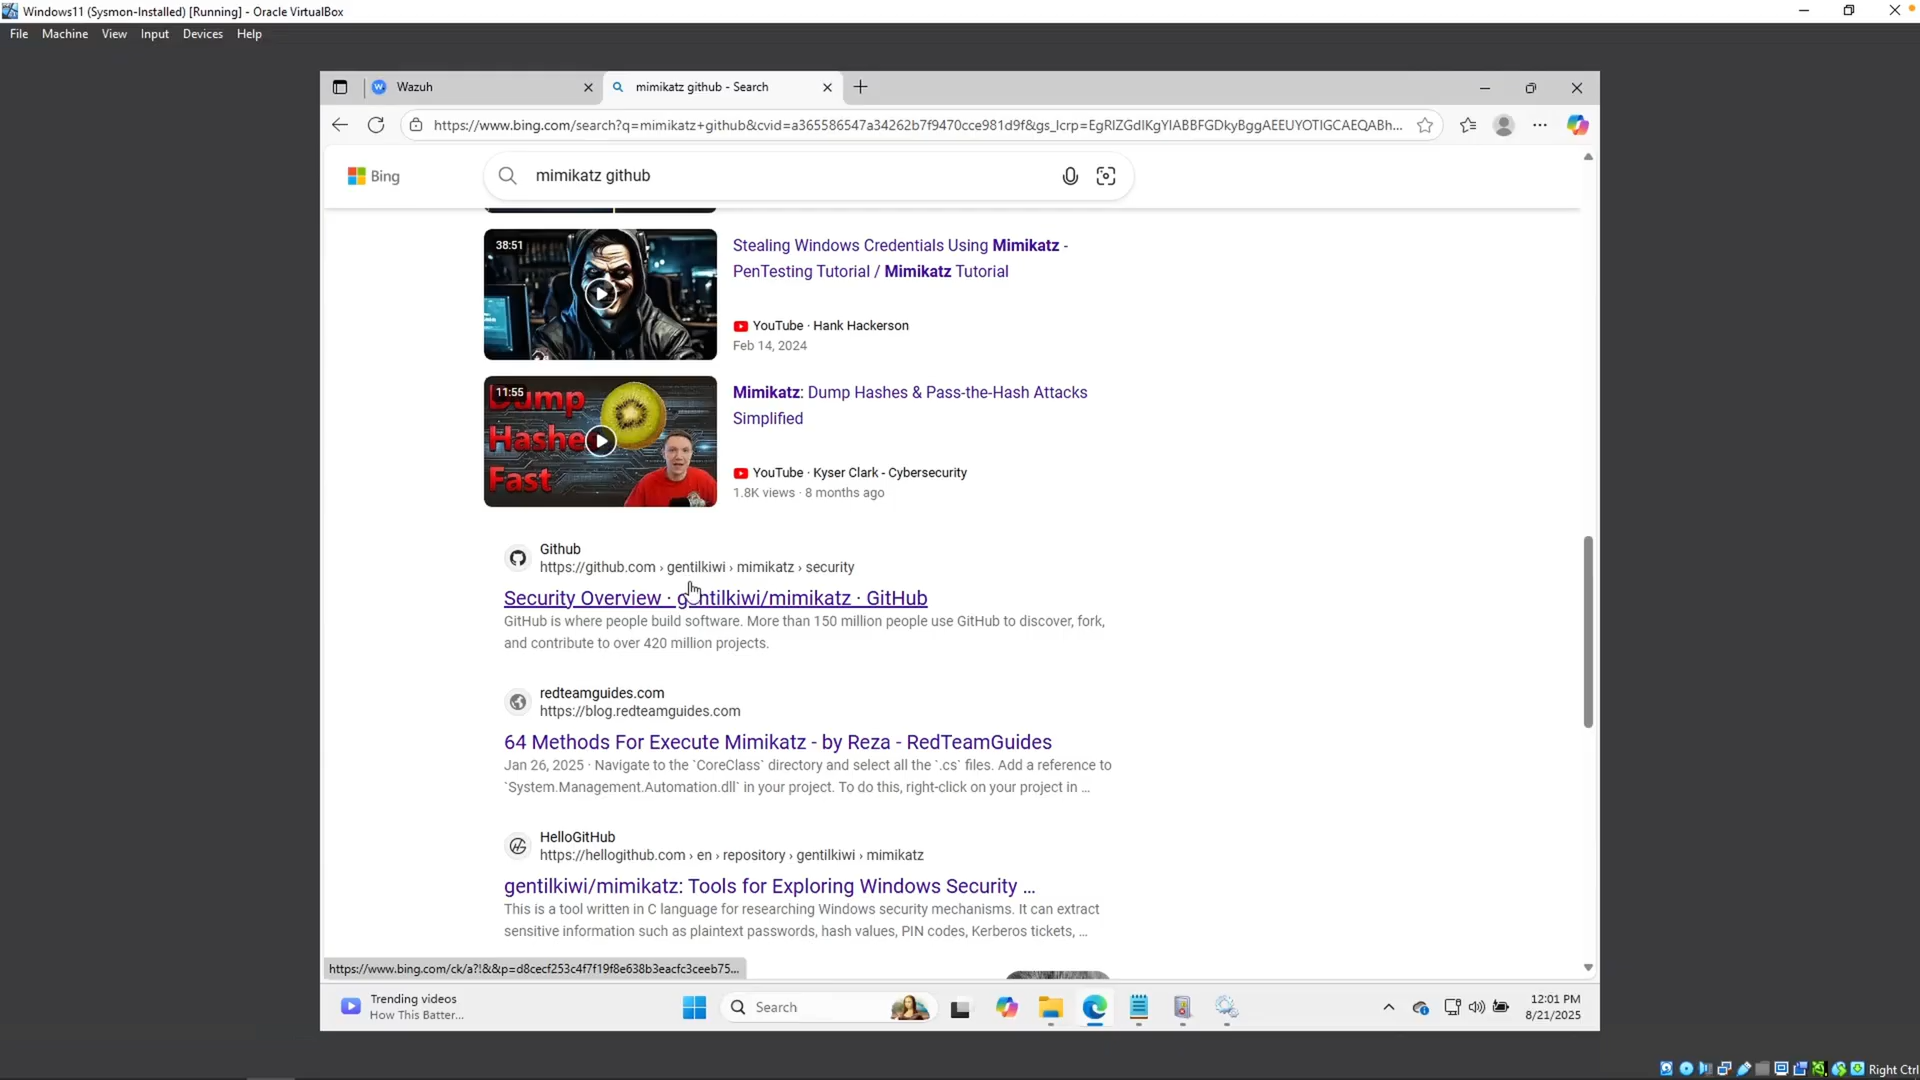 Windows11 (Sysmon-Installed) [Running] - Oracle VirtualBox
File Machine View Input Devices Help
Wazuh
mimikatz github - Search
https://www.bing.com/search?q=mimikatz+github&cvid=a365586547a34262b7f9470cce981d9f&gs_lcrp=EgRlZGdlKgYIABBFGDkyBggAEEUYOTIGCAEQABh...
Bing
mimikatz github
38:51
Stealing Windows Credentials Using Mimikatz -
PenTesting Tutorial / Mimikatz Tutorial
YouTube · Hank Hackerson
Feb 14, 2024
11:55
Dump
Hashes
Fast
Mimikatz: Dump Hashes & Pass-the-Hash Attacks
Simplified
YouTube · Kyser Clark - Cybersecurity
1.8K views · 8 months ago
Github
https://github.com › gentilkiwi › mimikatz › security
Security Overview · gentilkiwi/mimikatz · GitHub
GitHub is where people build software. More than 150 million people use GitHub to discover, fork,
and contribute to over 420 million projects.
redteamguides.com
https://blog.redteamguides.com
64 Methods For Execute Mimikatz - by Reza - RedTeamGuides
Jan 26, 2025 · Navigate to the `CoreClass` directory and select all the `.cs` files. Add a reference to
`System.Management.Automation.dll` in your project. To do this, right-click on your project in ...
HelloGitHub
https://hellogithub.com › en › repository › gentilkiwi › mimikatz
gentilkiwi/mimikatz: Tools for Exploring Windows Security ...
This is a tool written in C language for researching Windows security mechanisms. It can extract
sensitive information such as plaintext passwords, hash values, PIN codes, Kerberos tickets, ...
https://www.bing.com/ck/a?!&&p=d8cecf253c4f7f19f8e638b3eacfc3ceeb75...
Trending videos
How This Batter...
Search
12:01 PM
8/21/2025
Right Ctrl